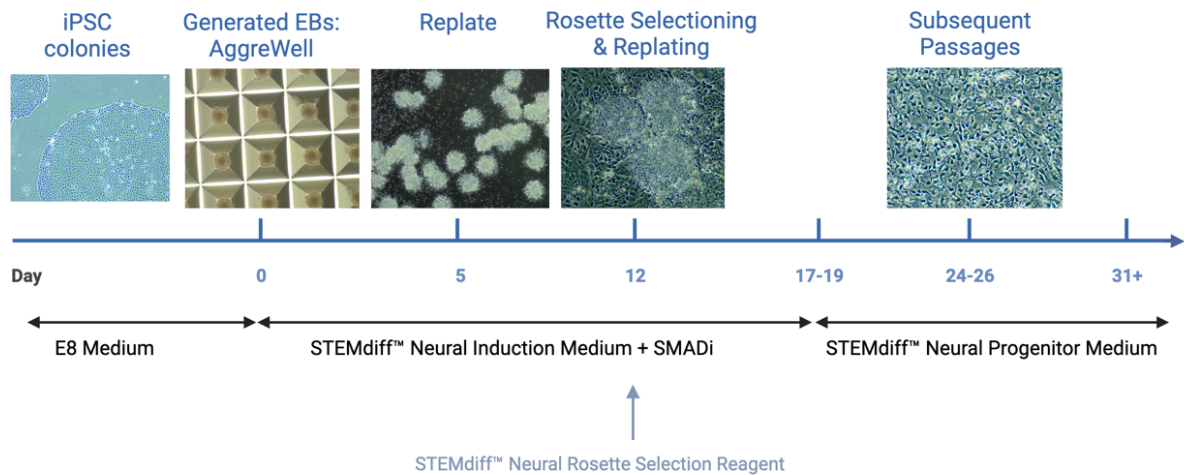 iPSC
colonies
Generated EBs:
AggreWell
Replate
Rosette Selectioning
& Replating
Subsequent
Passages
Day
0
5
12
17-19
24-26
31+
E8 Medium
STEMdiff™ Neural Induction Medium + SMADi
STEMdiff™ Neural Progenitor Medium
STEMdiff™ Neural Rosette Selection Reagent